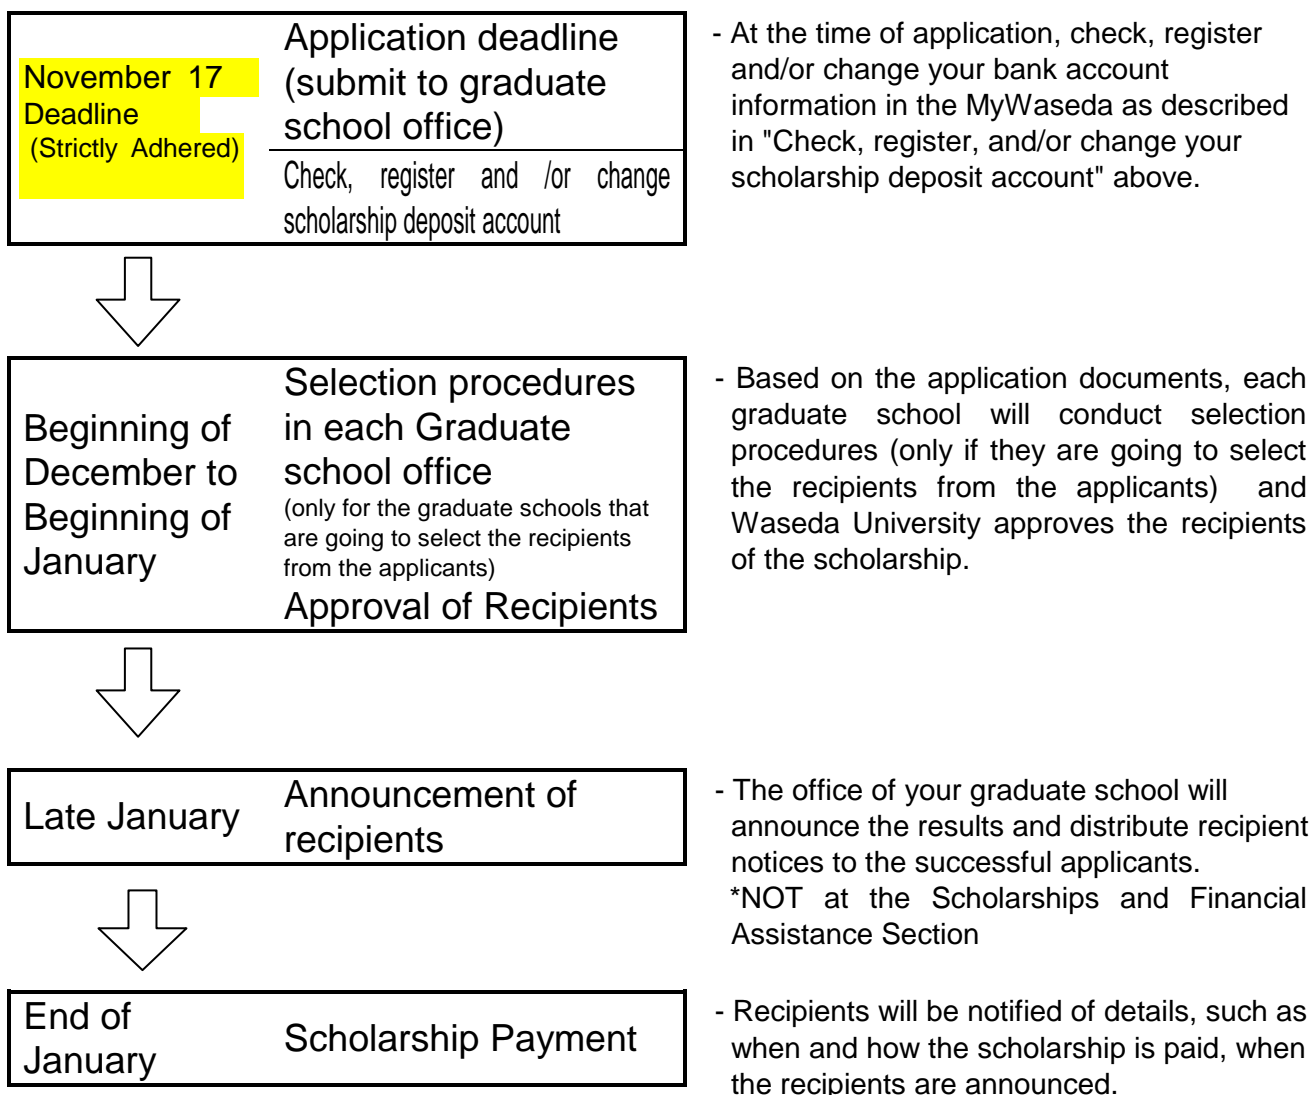 November 17
Deadline
(Strictly Adhered)
Application deadline
(submit to graduate
school office)
Check, register and /or change
scholarship deposit account
- At the time of application, check, register
and/or change your bank account
information in the MyWaseda as described
in "Check, register, and/or change your
scholarship deposit account" above.
Beginning of
December to
Beginning of
January
Selection procedures
in each Graduate
school office
(only for the graduate schools that
are going to select the recipients
from the applicants)
Approval of Recipients
- Based on the application documents, each
graduate school will conduct selection
procedures (only if they are going to select
the recipients from the applicants) and
Waseda University approves the recipients
of the scholarship.
Late January
Announcement of
recipients
- The office of your graduate school will
announce the results and distribute recipient
notices to the successful applicants.
*NOT at the Scholarships and Financial
Assistance Section
End of
January
Scholarship Payment
- Recipients will be notified of details, such as
when and how the scholarship is paid, when
the recipients are announced.